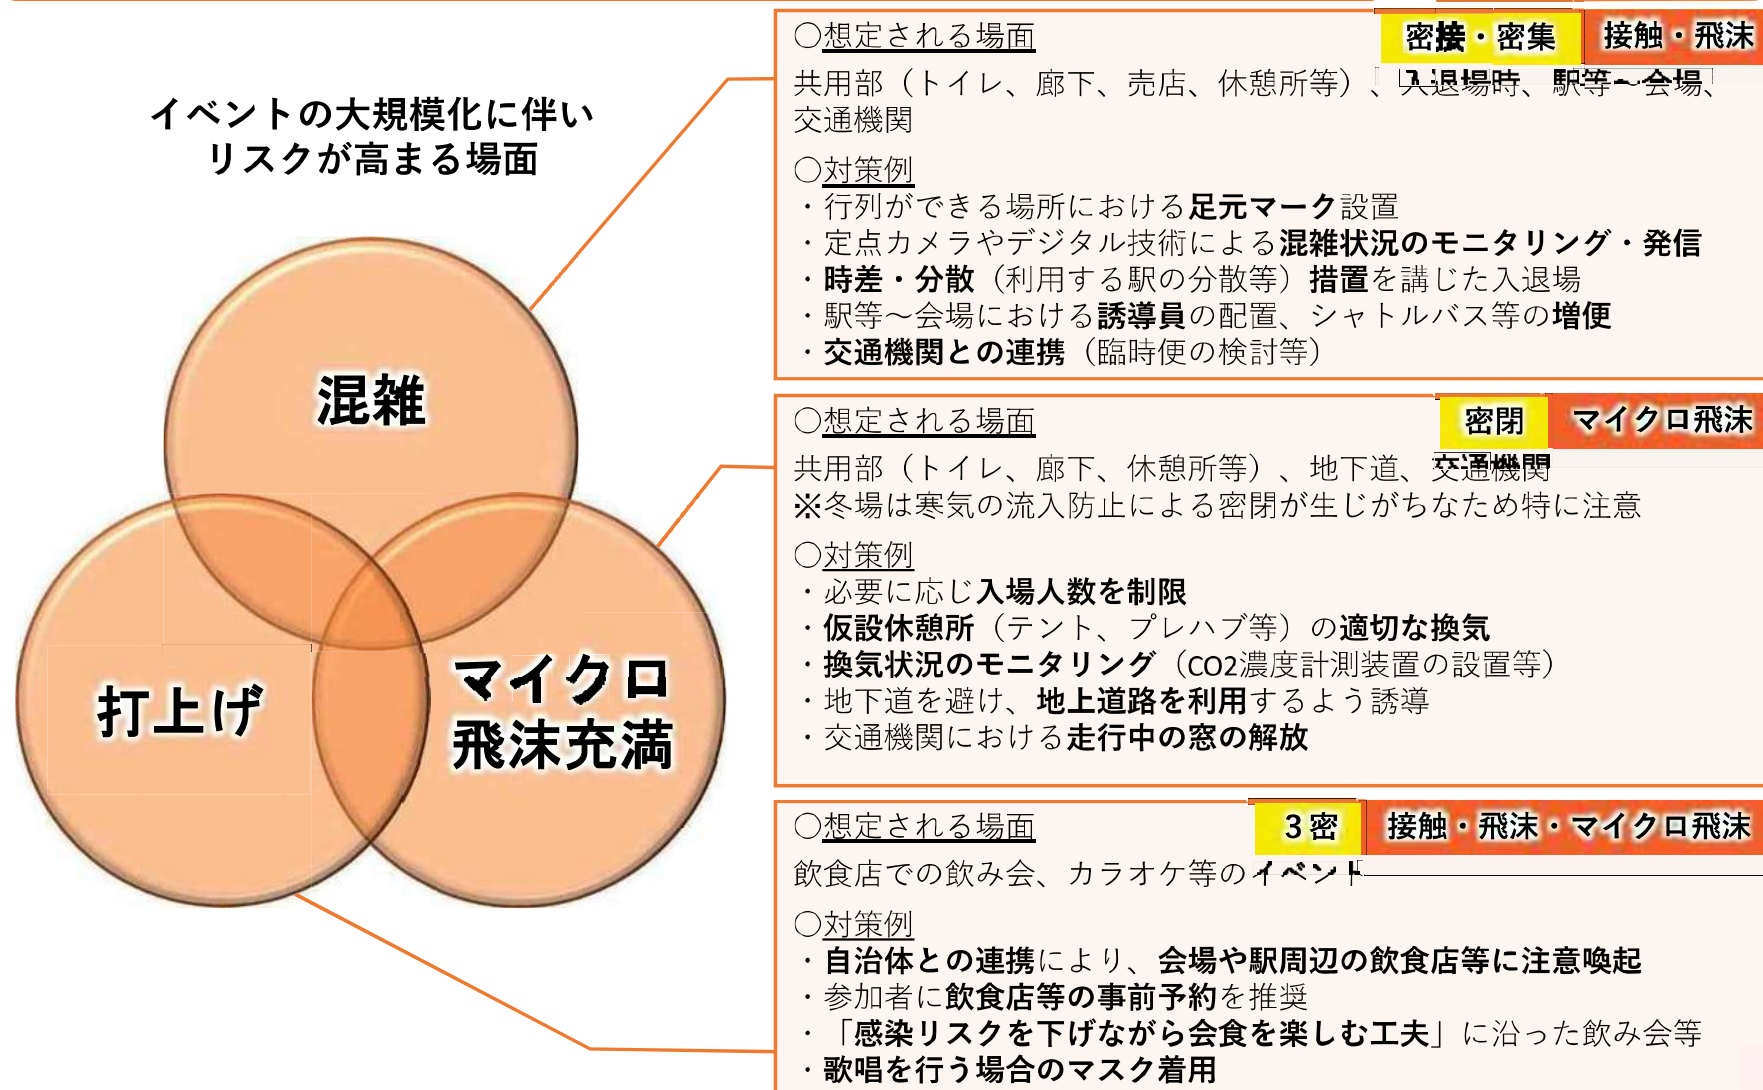 イベントの大規模化に伴い
リスクが高まる場面
混雑
打上げ
マイクロ
飛沫充満
○想定される場面
密接・密集
接触・飛沫
共用部（トイレ、廊下、売店、休憩所等）、入退場時、駅等～会場、
交通機関
○対策例
・行列ができる場所における足元マーク設置
・定点カメラやデジタル技術による混雑状況のモニタリング・発信
・時差・分散（利用する駅の分散等）措置を講じた入退場
・駅等～会場における誘導員の配置、シャトルバス等の増便
・交通機関との連携（臨時便の検討等）
○想定される場面
密閉
マイクロ飛沫
共用部（トイレ、廊下、休憩所等）、地下道、交通機関
※冬場は寒気の流入防止による密閉が生じがちなため特に注意
○対策例
・必要に応じ入場人数を制限
・仮設休憩所（テント、プレハブ等）の適切な換気
・換気状況のモニタリング（CO2濃度計測装置の設置等）
・地下道を避け、地上道路を利用するよう誘導
・交通機関における走行中の窓の解放
○想定される場面
３密
接触・飛沫・マイクロ飛沫
飲食店での飲み会、カラオケ等のイベント
○対策例
・自治体との連携により、会場や駅周辺の飲食店等に注意喚起
・参加者に飲食店等の事前予約を推奨
・「感染リスクを下げながら会食を楽しむ工夫」に沿った飲み会等
・歌唱を行う場合のマスク着用